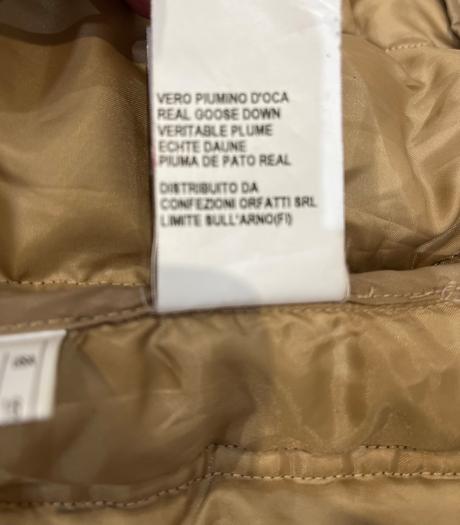 VERO PIUMINO D'OCA
REAL GOOSE DOWN
VERITABLE PLUME
ECHTE DAUNE
PIUMA DE PATO REAL
DISTRIBUITO DA
CONFEZIONI ORFATTI SRL
LIMITE SULL'ARNO(FI)